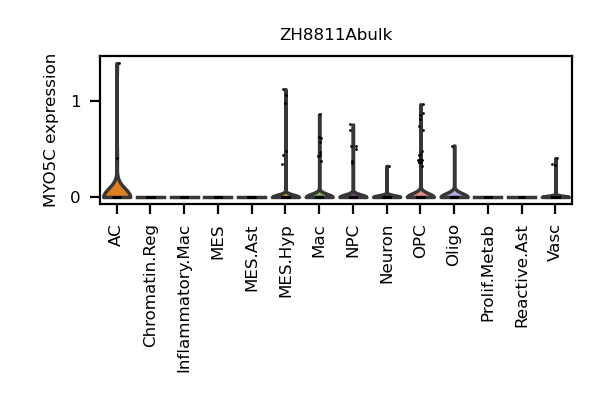 ZH8811Abulk
MYO5C expression
1
0
AC
Chromatin.Reg
Inflammatory.Mac
MES
MES.Ast
MES.Hyp
Mac
NPC
Neuron
OPC
Oligo
Prolif.Metab
Reactive.Ast
Vasc